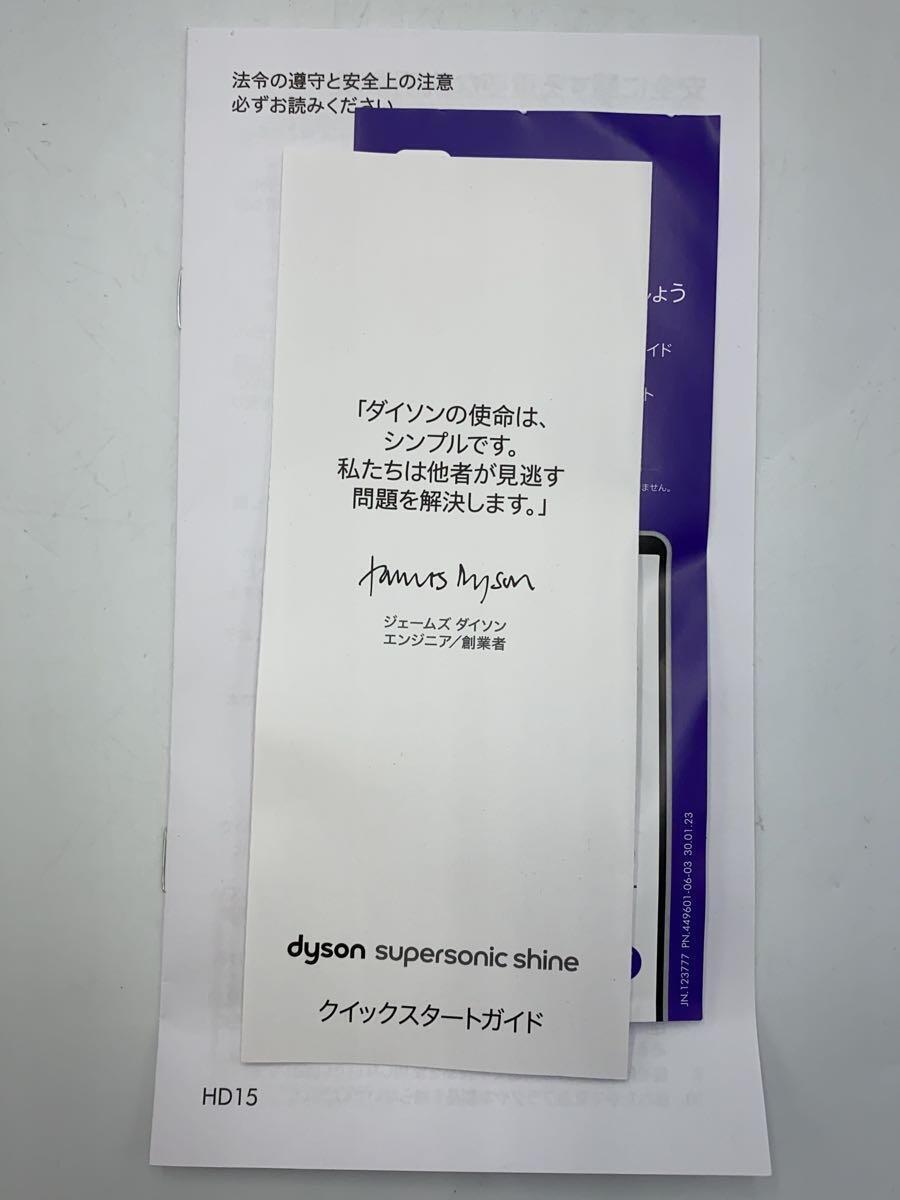 法令の遵守と安全上の注意
必ずお読みください
しょう
イド
ト
ません。
「ダイソンの使命は、
シンプルです。
私たちは他者が見逃す
問題を解決します。」
James Dyson
ジェームズ ダイソン
エンジニア/創業者
JN.123777 PN.449601-06-03 30.01.23
dyson supersonic shine
クイックスタートガイド
HD15